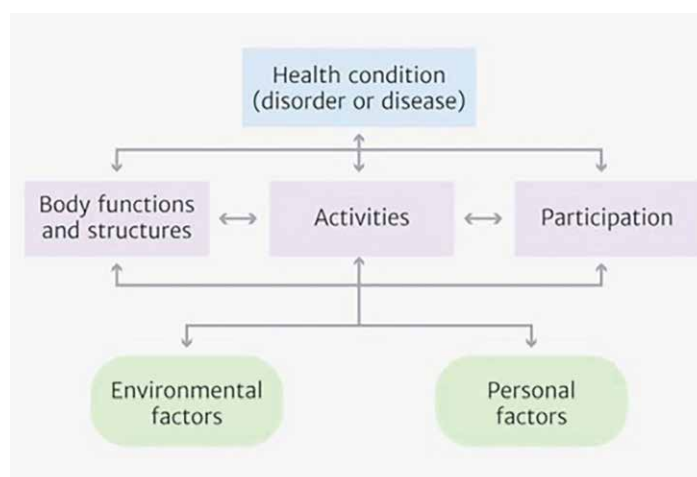 Health condition
(disorder or disease)
Body functions
and structures
Activities
Participation
Environmental
factors
Personal
factors